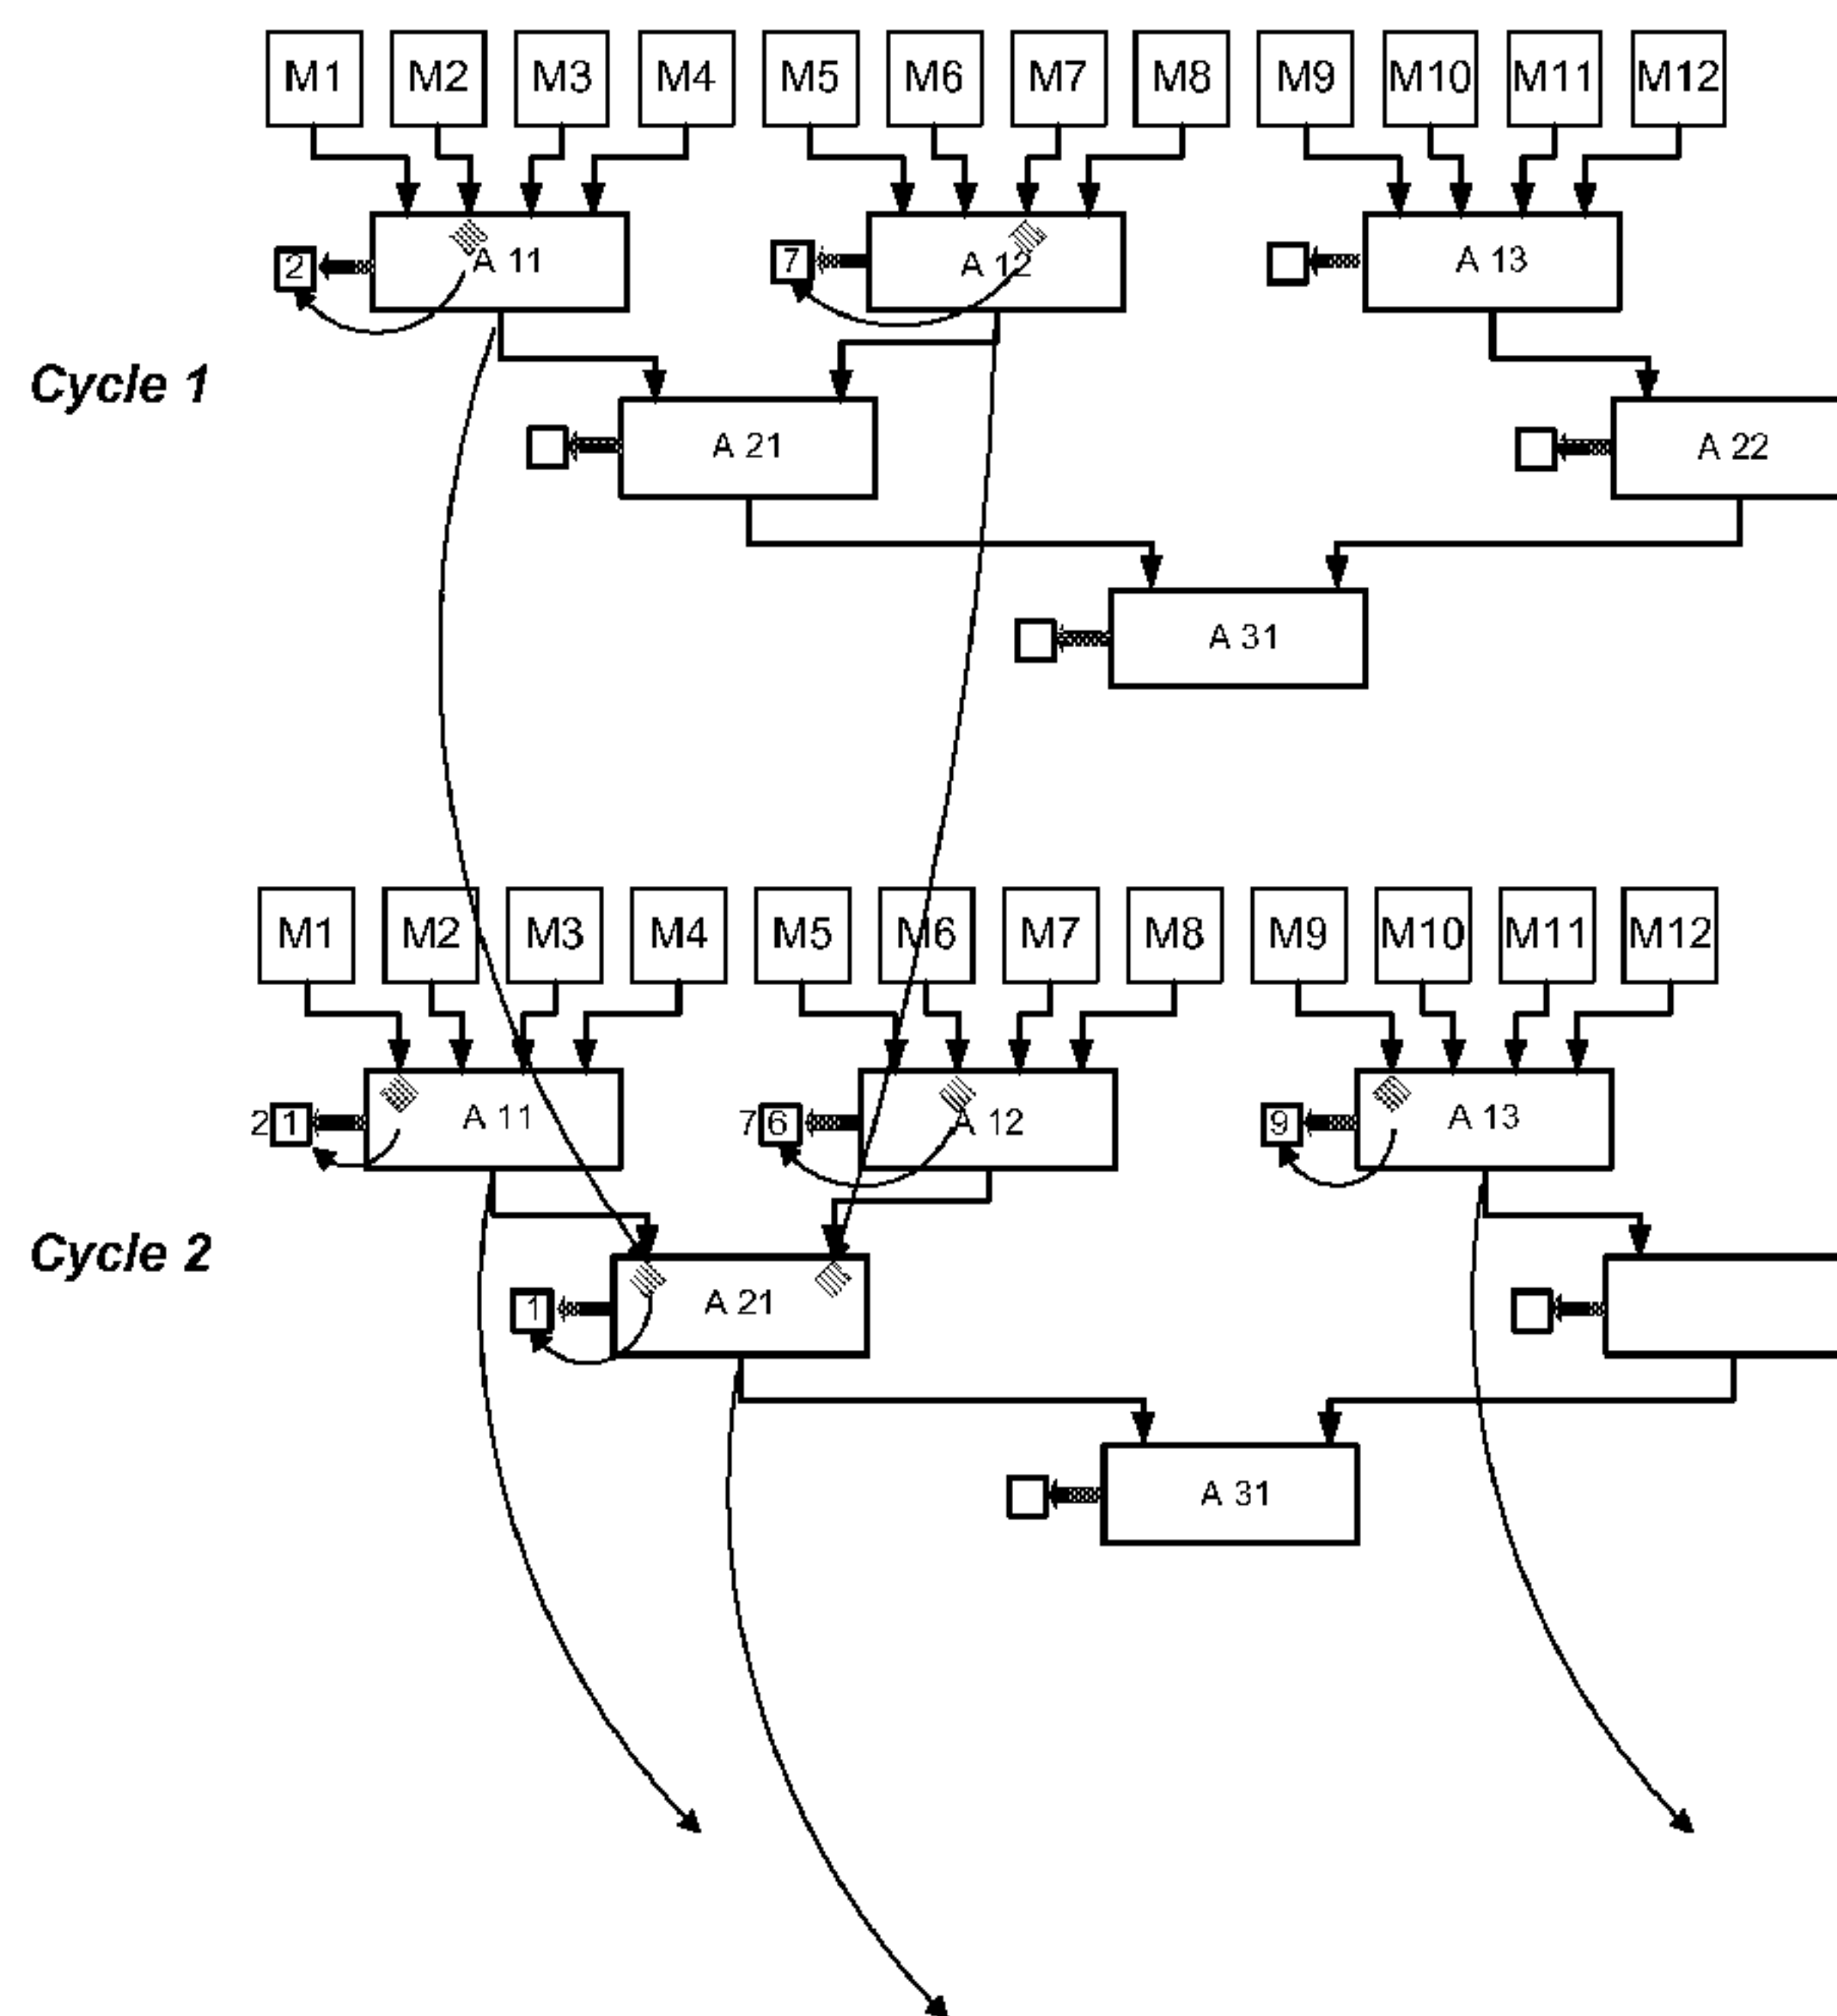 M1 M2 M3 M4 M5 M6 M7 M8 M9 M10 M11 M12
2 A 11 7 A 12 A 13
Cycle 1
A 21 A 22
A 31
M1 M2 M3 M4 M5 M6 M7 M8 M9 M10 M11 M12
2 1 A 11 7 6 A 12 9 A 13
Cycle 2
1 A 21
A 31